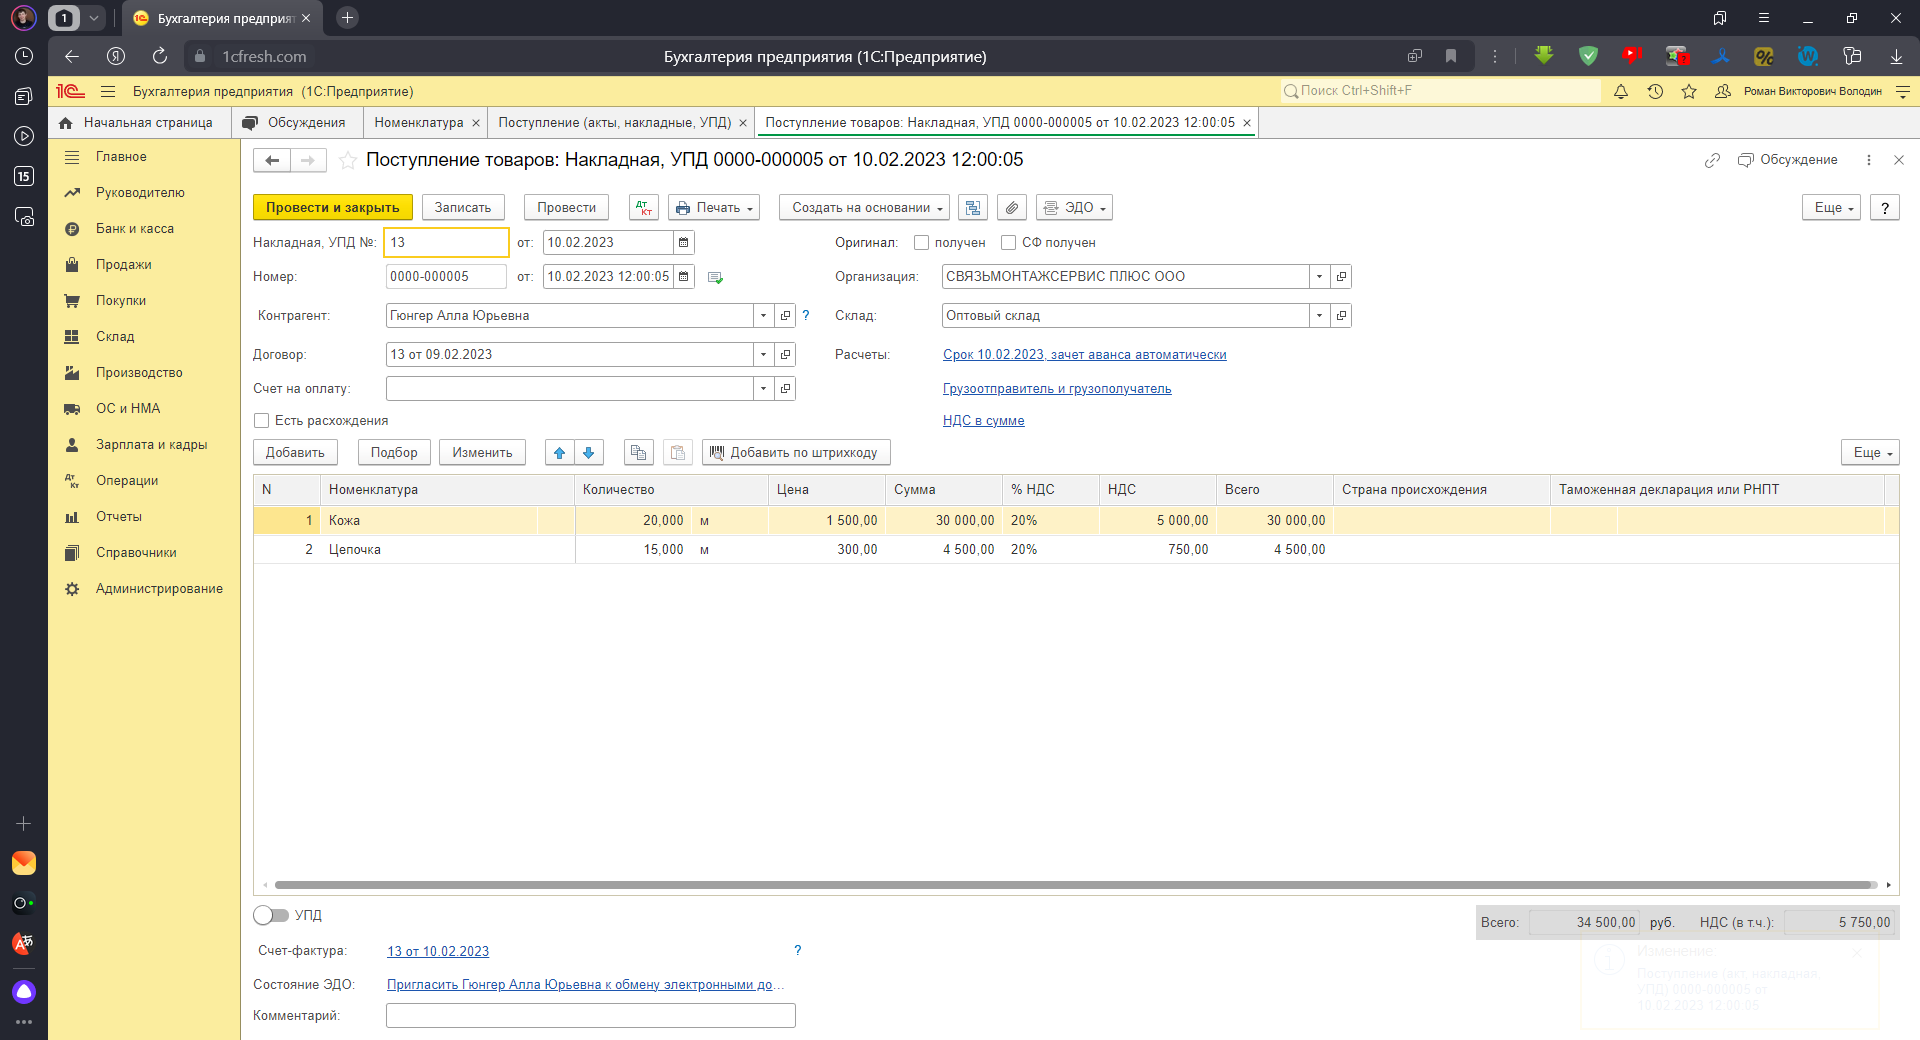 1
Бухгалтерия предприят
1cfresh.com
Бухгалтерия предприятия (1С:Предприятие)
15
Бухгалтерия предприятия (1С:Предприятие)
Поиск Ctrl+Shift+F
Роман Викторович Володин
Начальная страница
Обсуждения
Номенклатура
Поступление (акты, накладные, УПД)
Поступление товаров: Накладная, УПД 0000-000005 от 10.02.2023 12:00:05
Главное
Руководителю
Банк и касса
Продажи
Покупки
Склад
Производство
ОС и НМА
Зарплата и кадры
Операции
Отчеты
Справочники
Администрирование
Поступление товаров: Накладная, УПД 0000-000005 от 10.02.2023 12:00:05
Обсуждение
Провести и закрыть
Записать
Провести
Дт Кт
Печать
Создать на основании
ЭДО
Еще
?
Накладная, УПД №: 13 от: 10.02.2023
Оригинал: получен СФ получен
Номер: 0000-000005 от: 10.02.2023 12:00:05
Организация: СВЯЗЬМОНТАЖСЕРВИС ПЛЮС ООО
Контрагент: Гюнгер Алла Юрьевна ?
Склад: Оптовый склад
Договор: 13 от 09.02.2023
Расчеты: Срок 10.02.2023, зачет аванса автоматически
Счет на оплату:
Грузоотправитель и грузополучатель
Есть расхождения
НДС в сумме
Добавить
Подбор
Изменить
Добавить по штрихкоду
Еще
N Номенклатура Количество Цена Сумма % НДС НДС Всего Страна происхождения Таможенная декларация или РНПТ
1 Кожа 20,000 м 1 500,00 30 000,00 20% 5 000,00 30 000,00
2 Цепочка 15,000 м 300,00 4 500,00 20% 750,00 4 500,00
УПД
Всего: 34 500,00 руб. НДС (в т.ч.): 5 750,00
Счет-фактура: 13 от 10.02.2023 ?
Состояние ЭДО: Пригласить Гюнгер Алла Юрьевна к обмену электронными до...
Комментарий:
Изменение
Поступление (акт, накладная,
УПД) 0000-000005 от
10.02.2023 12:00:05